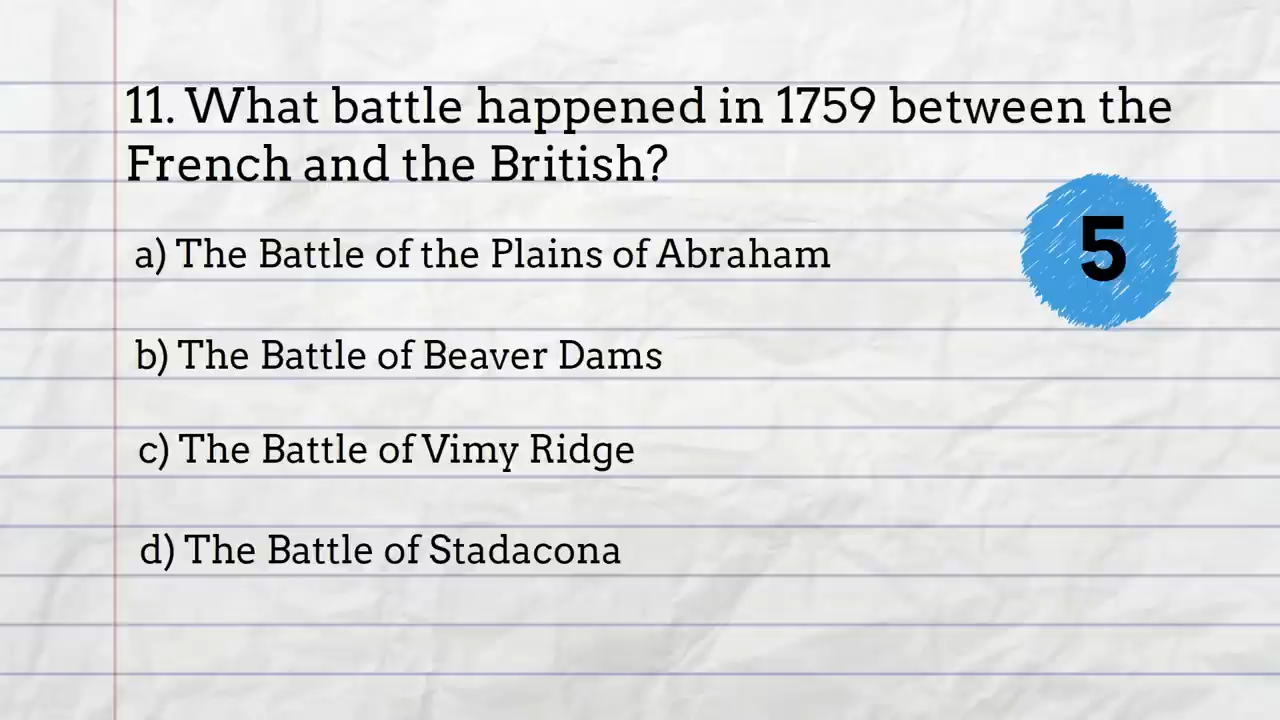 11. What battle happened in 1759 between the
French and the British?
a) The Battle of the Plains of Abraham
5
b) The Battle of Beaver Dams
c) The Battle of Vimy Ridge
d) The Battle of Stadacona